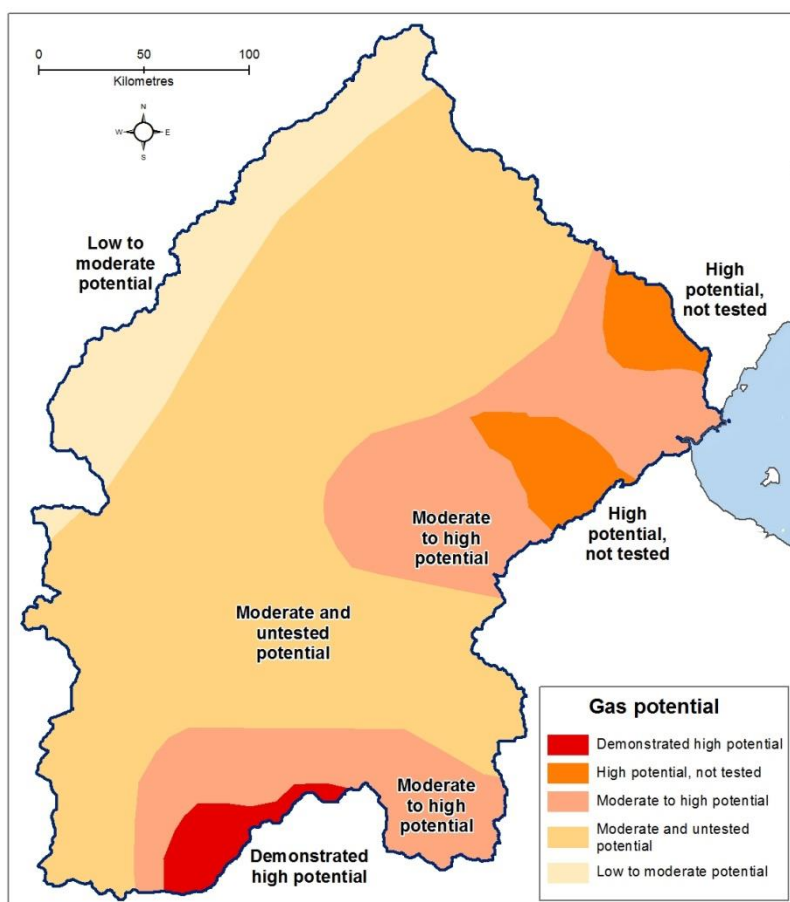 0 50 100
Kilometres
N
W E
S
Low to
moderate
potential
High
potential,
not tested
Moderate
to high
potential
High
potential,
not tested
Moderate and
untested
potential
Moderate
to high
potential
Demonstrated
high potential
Gas potential
Demonstrated high potential
High potential, not tested
Moderate to high potential
Moderate and untested
potential
Low to moderate potential